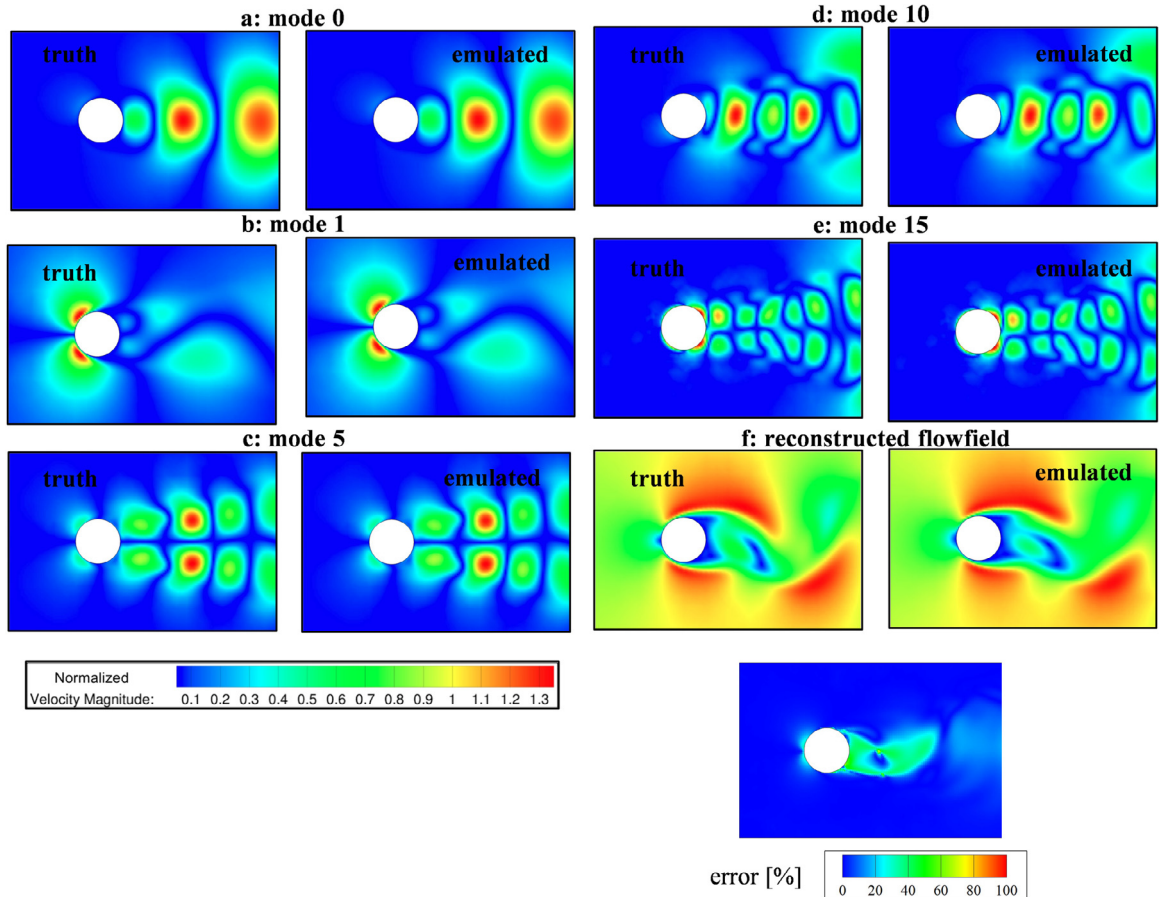 a: mode 0
truth
emulated
b: mode 1
truth
emulated
c: mode 5
truth
emulated
d: mode 10
truth
emulated
e: mode 15
truth
emulated
f: reconstructed flowfield
truth
emulated
Normalized
Velocity Magnitude: 0.1 0.2 0.3 0.4 0.5 0.6 0.7 0.8 0.9 1 1.1 1.2 1.3
error [%]
0 20 40 60 80 100